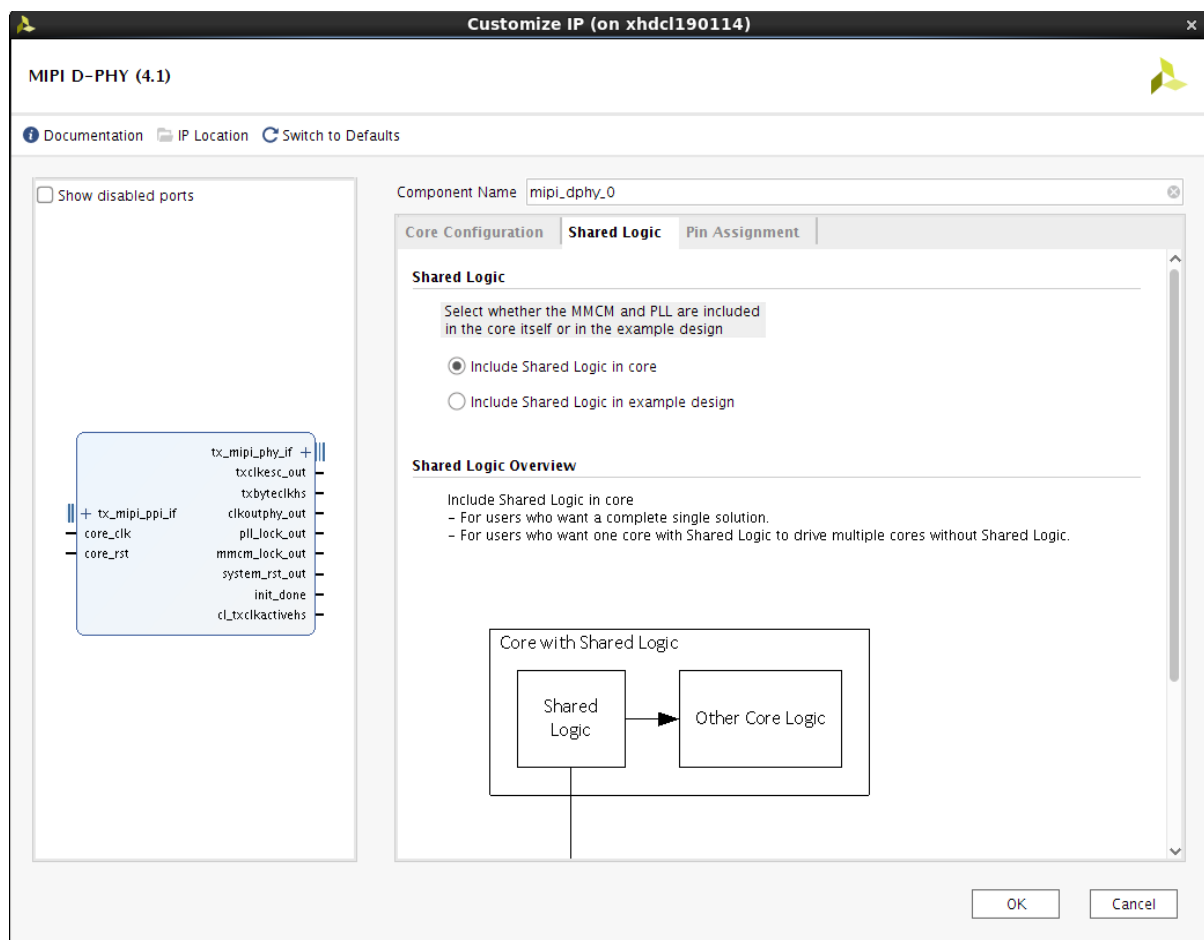 Customize IP (on xhdcl190114)
MIPI D-PHY (4.1)
Documentation IP Location Switch to Defaults
Show disabled ports
tx_mipi_phy_if
txclkesc_out
txbyteclkhs
tx_mipi_ppi_if clkoutphy_out
core_clk pll_lock_out
core_rst mmcm_lock_out
system_rst_out
init_done
cl_txclkactivehs
Component Name mipi_dphy_0
Core Configuration Shared Logic Pin Assignment
Shared Logic
Select whether the MMCM and PLL are included
in the core itself or in the example design
Include Shared Logic in core
Include Shared Logic in example design
Shared Logic Overview
Include Shared Logic in core
- For users who want a complete single solution.
- For users who want one core with Shared Logic to drive multiple cores without Shared Logic.
Core with Shared Logic
Shared
Logic
Other Core Logic
OK Cancel